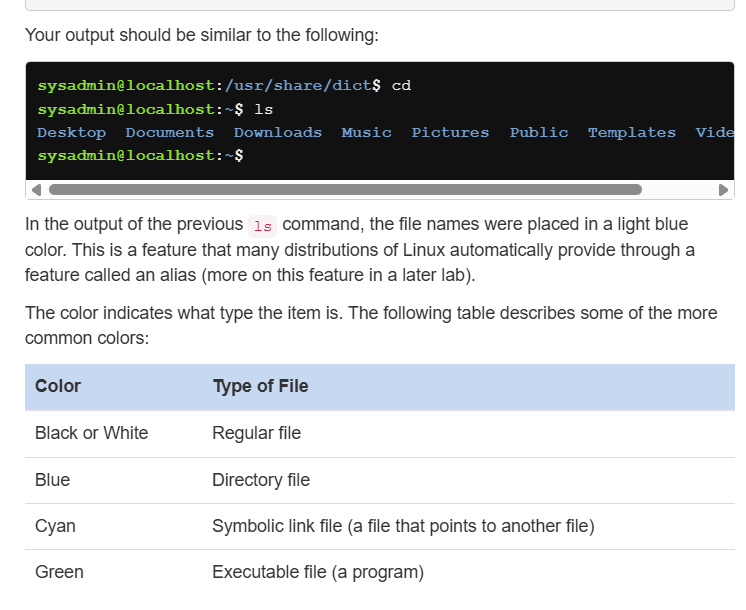 Your output should be similar to the following:
sysadmin@localhost:/usr/share/dict$ cd
sysadmin@localhost:~$ ls
Desktop  Documents  Downloads  Music  Pictures  Public  Templates  Vide
sysadmin@localhost:~$
In the output of the previous ls command, the file names were placed in a light blue
color. This is a feature that many distributions of Linux automatically provide through a
feature called an alias (more on this feature in a later lab).
The color indicates what type the item is. The following table describes some of the more
common colors:
Color  Type of File
Black or White  Regular file
Blue  Directory file
Cyan  Symbolic link file (a file that points to another file)
Green  Executable file (a program)